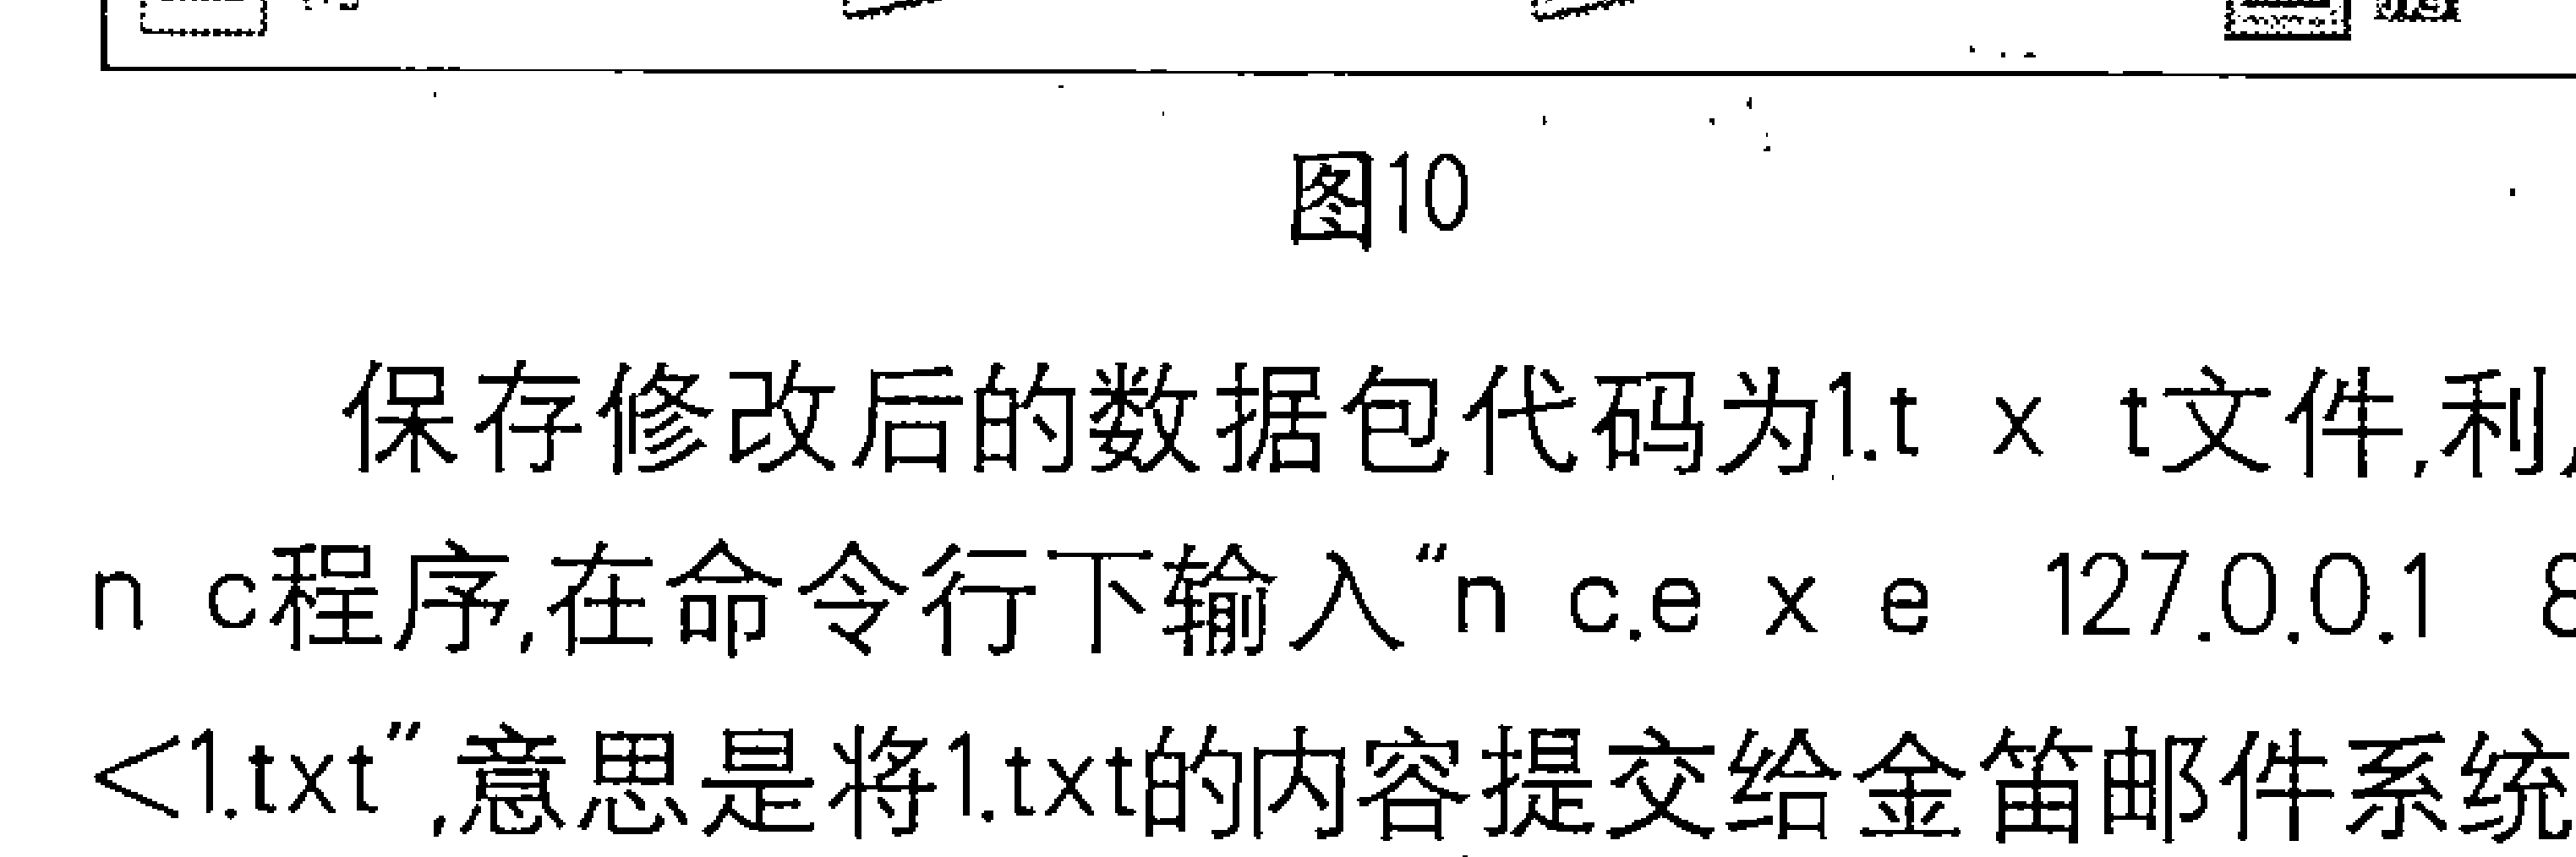 图10
保存修改后的数据包代码为1.t x t文件,利
n c程序,在命令行下输入“n c.e x e 127.0.0.1 8
<1.txt”,意思是将1.txt的内容提交给金笛邮件系统